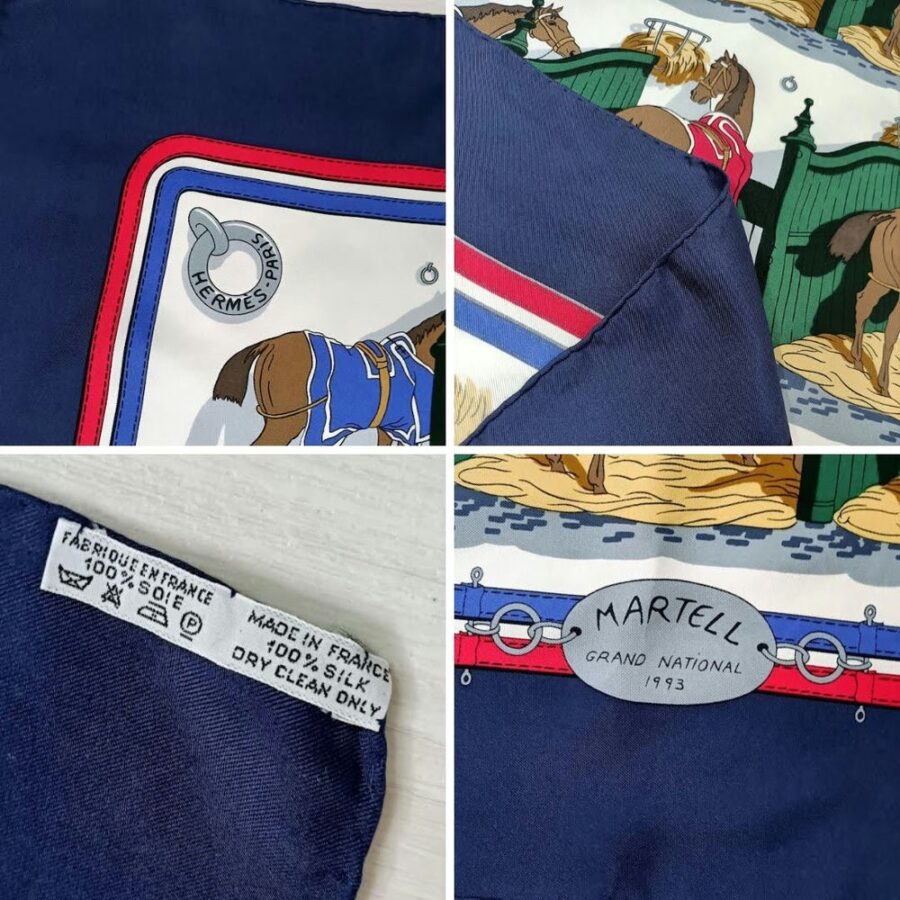 HERMES-PARIS
FABRIQUE EN FRANCE
100% SOIE
P
MADE IN FRANCE
100% SILK
DRY CLEAN ONLY
MARTELL
GRAND NATIONAL
1993